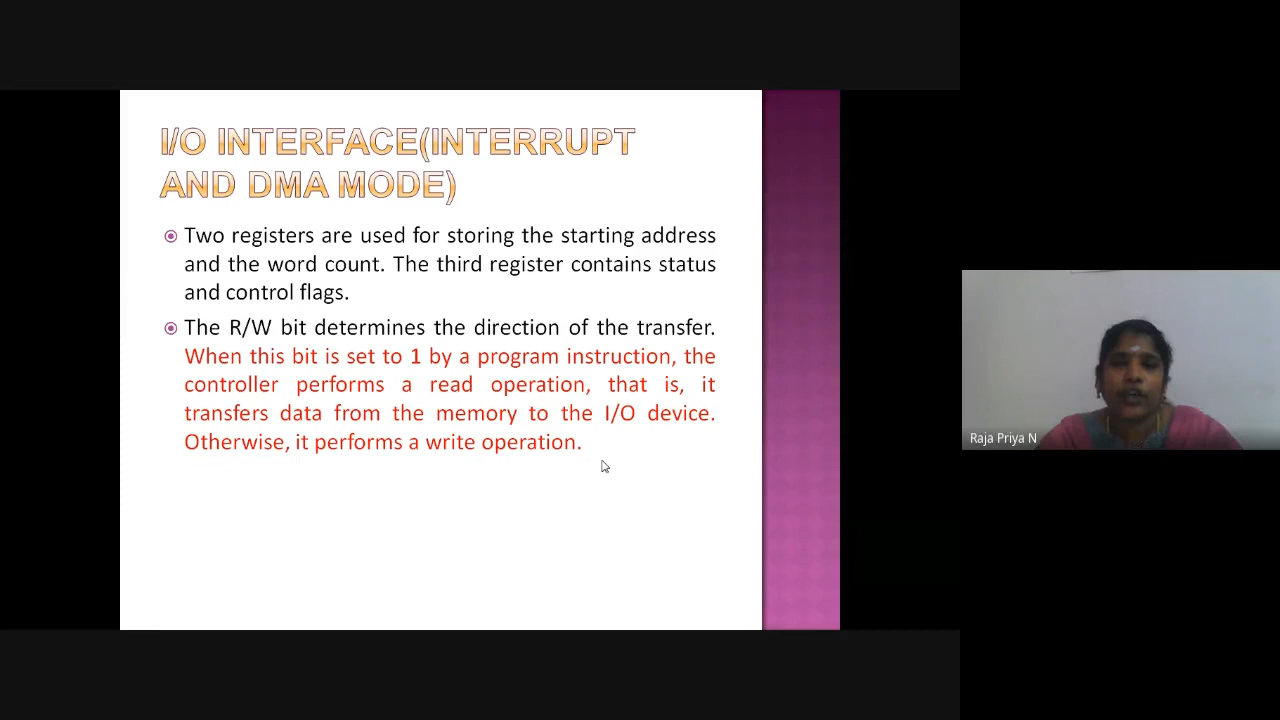 I/O INTERFACE(INTERRUPT
AND DMA MODE)
Two registers are used for storing the starting address
and the word count. The third register contains status
and control flags.
The R/W bit determines the direction of the transfer.
When this bit is set to 1 by a program instruction, the
controller performs a read operation, that is, it
transfers data from the memory to the I/O device.
Otherwise, it performs a write operation.
Raja Priya N